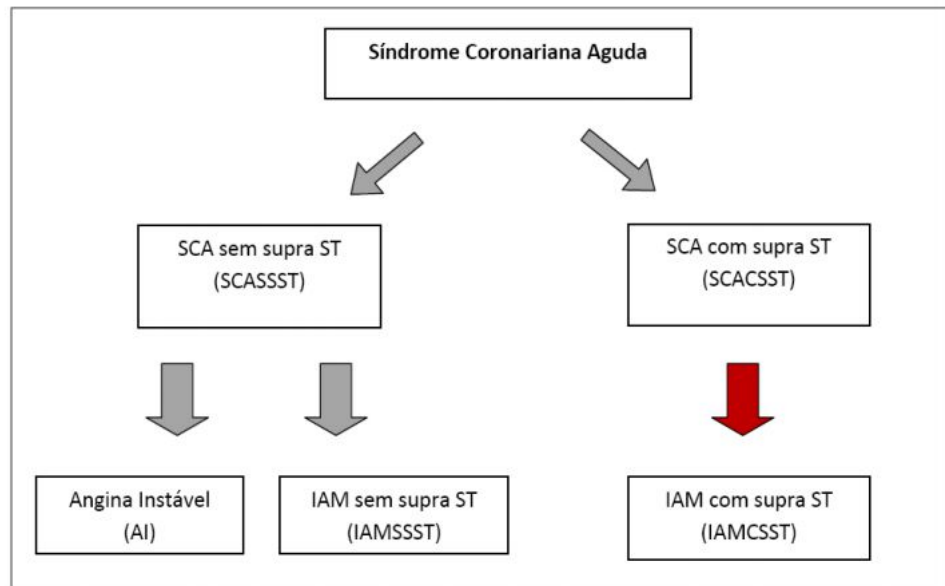 Síndrome Coronariana Aguda
SCA sem supra ST
(SCASSST)
SCA com supra ST
(SCACSST)
Angina Instável
(AI)
IAM sem supra ST
(IAMSSST)
IAM com supra ST
(IAMCSST)